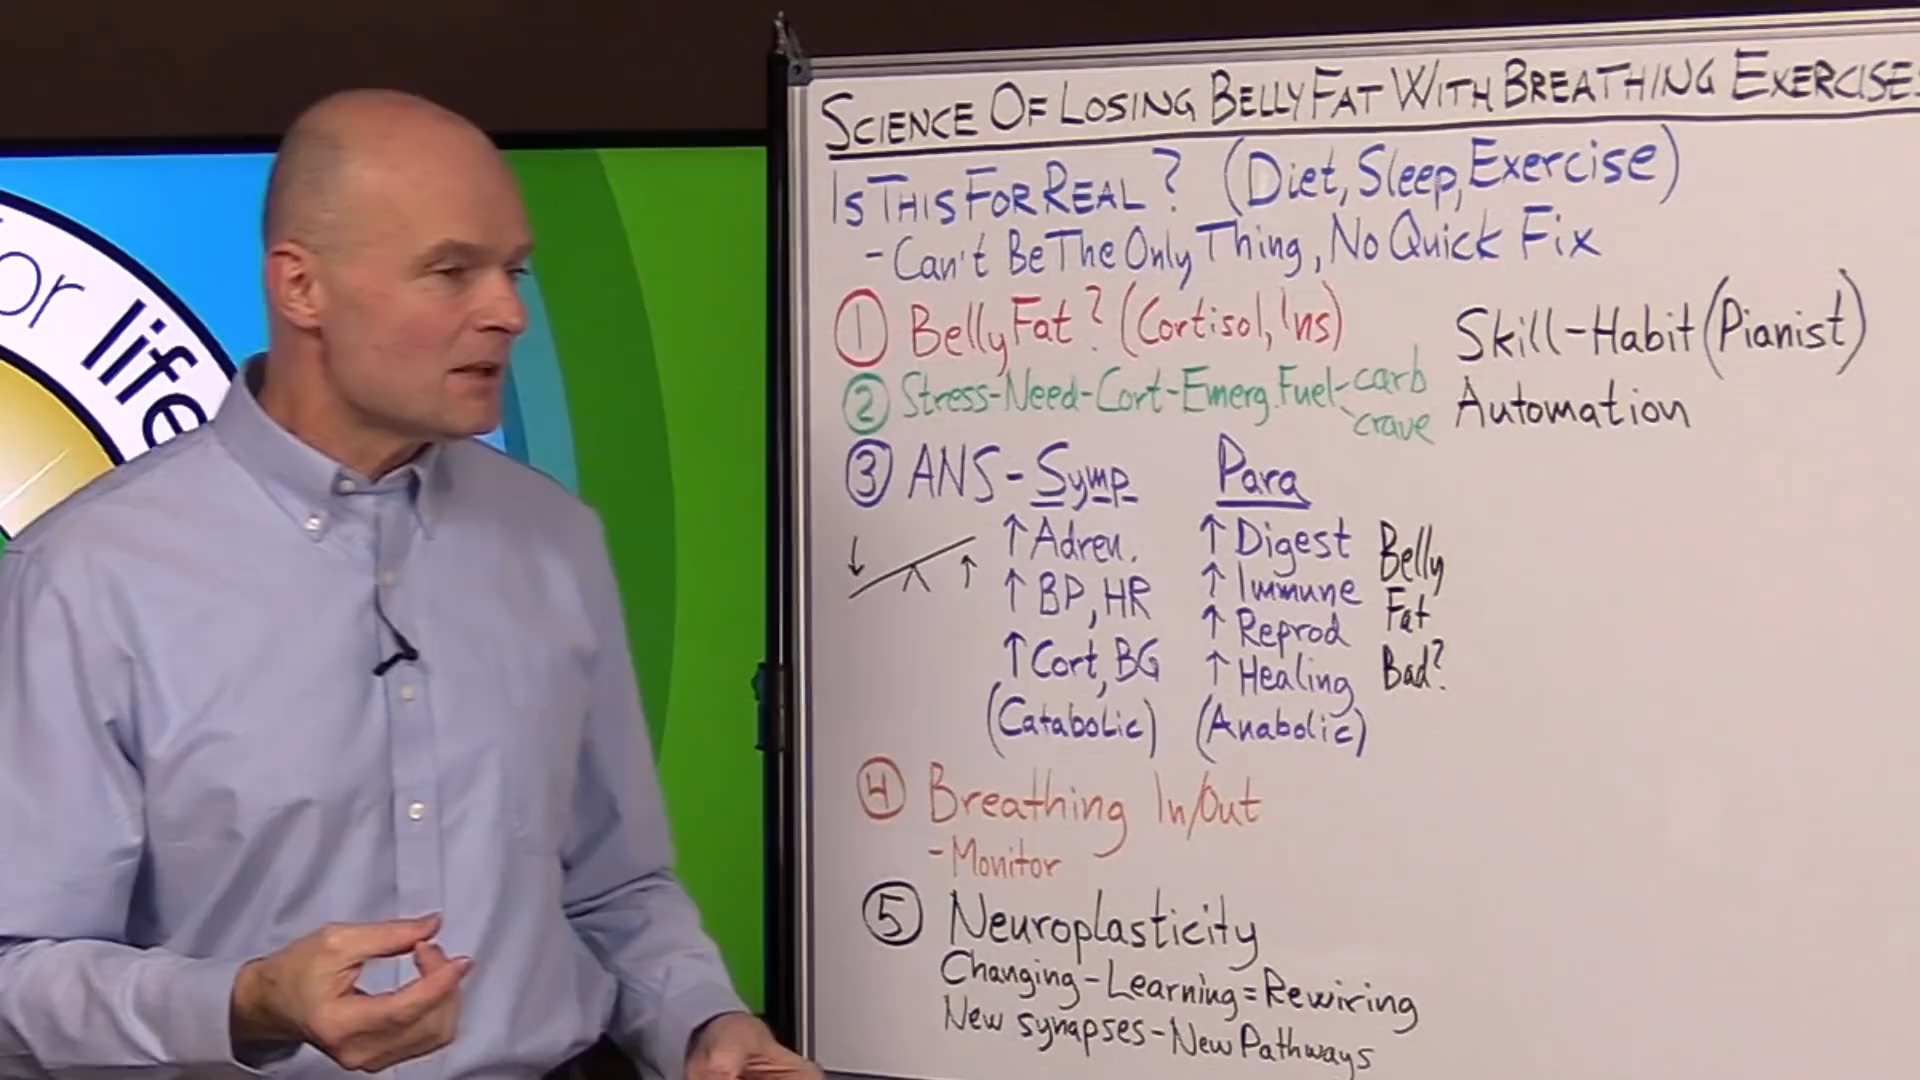 or life
SCIENCE OF LOSING BELLY FAT WITH BREATHING EXERCISES
IS THIS FOR REAL? (Diet, Sleep, Exercise)
- Can't Be The Only Thing, No Quick Fix
① Belly Fat? (Cortisol, Ins)
② Stress-Need-Cort-Emerg. Fuel-carb
crave
Skill-Habit (Pianist)
Automation
③ ANS - Symp Para
↑ Adren. ↑ Digest
↑ BP, HR ↑ Immune
↑ Reprod
↑ Cort, BG ↑ Healing
(Catabolic) (Anabolic)
Belly
Fat
Bad?
④ Breathing In/Out
- Monitor
⑤ Neuroplasticity
Changing - Learning = Rewiring
New synapses - New Pathways